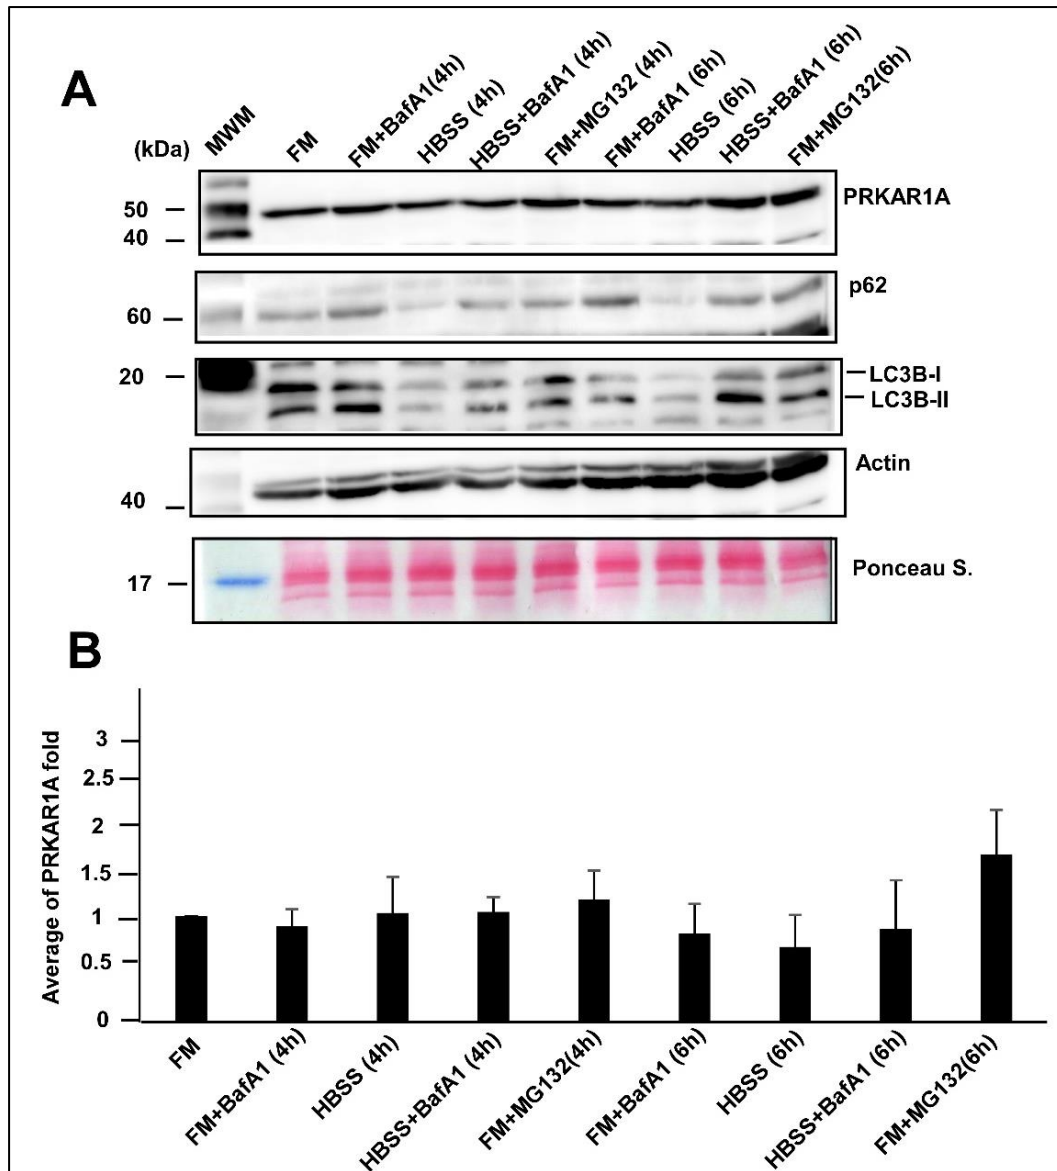 A
(kDa)
MWM
FM
FM+BafA1(4h)
HBSS (4h)
HBSS+BafA1 (4h)
FM+MG132 (4h)
FM+BafA1 (6h)
HBSS (6h)
HBSS+BafA1 (6h)
FM+MG132(6h)
50
40
PRKAR1A
60
p62
20
LC3B-I
LC3B-II
40
Actin
17
Ponceau S.
B
Average of PRKAR1A fold
3
2.5
2
1.5
1
0.5
0
FM
FM+BafA1 (4h)
HBSS (4h)
HBSS+BafA1 (4h)
FM+MG132(4h)
FM+BafA1 (6h)
HBSS (6h)
HBSS+BafA1 (6h)
FM+MG132(6h)